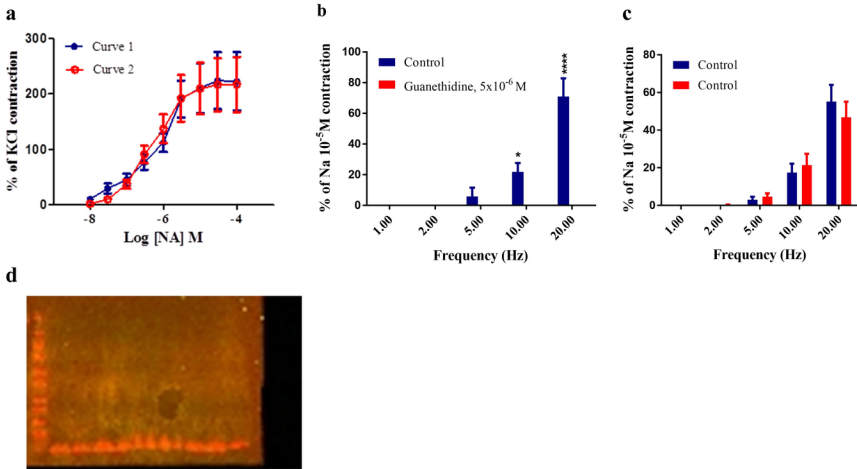 a
300
200
100
0
-8
-6
-4
% of KCl contraction
Log [NA] M
Curve 1
Curve 2
b
100
80
60
40
20
0
% of Na 10⁻⁵M contraction
Control
Guanethidine, 5x10⁻⁶ M
*
****
1.00
2.00
5.00
10.00
20.00
Frequency (Hz)
c
80
60
40
20
0
% of Na 10⁻⁵M contraction
Control
Control
1.00
2.00
5.00
10.00
20.00
Frequency (Hz)
d